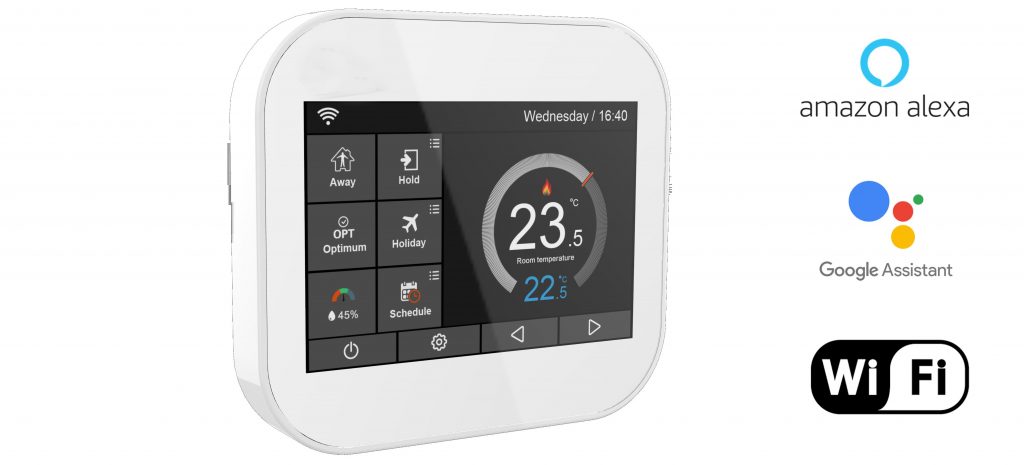 Wednesday / 16:40
Away
Hold
OPT
Optimum
Holiday
45%
Schedule
23.5
°C
Room temperature
22.5
°C
amazon alexa
Google Assistant
Wi Fi